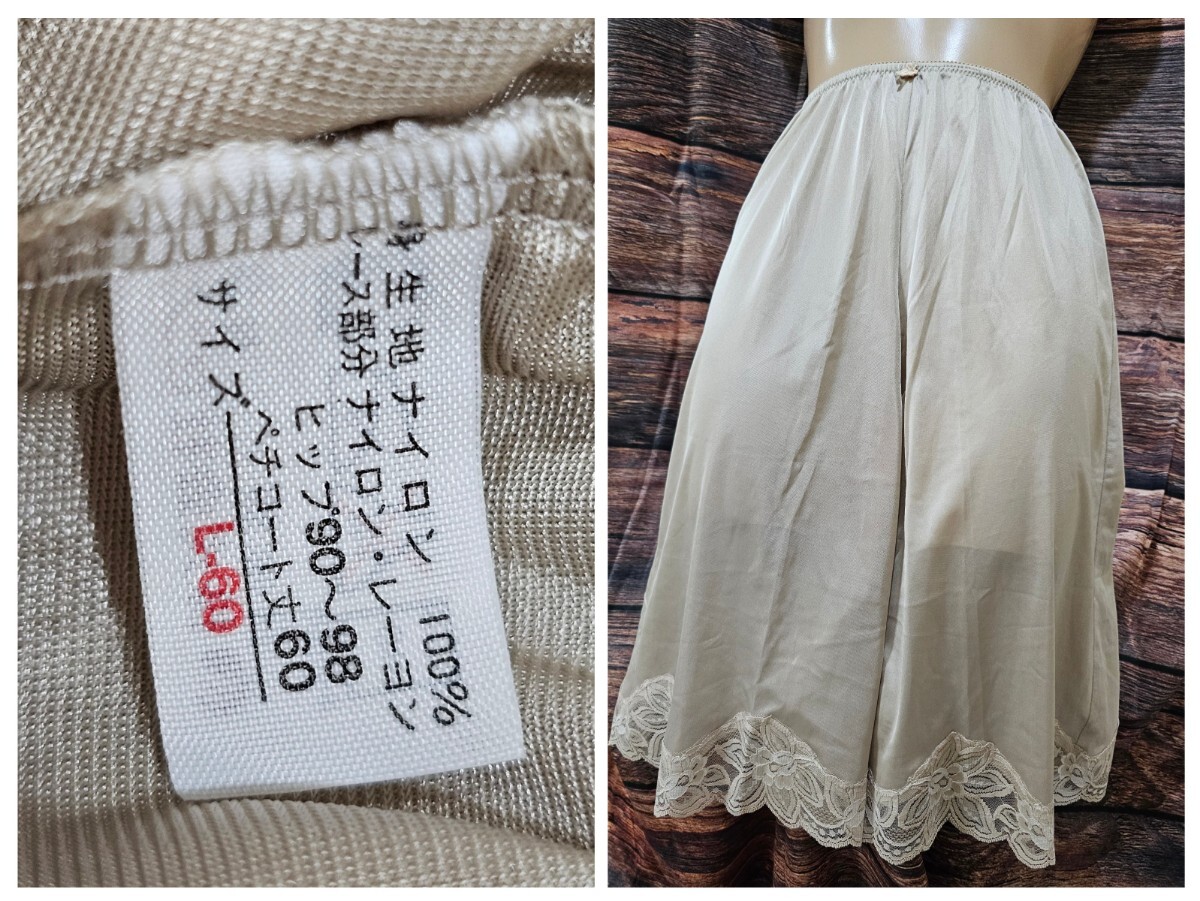 身生地ナイロン 100%
レース部分ナイロン・レーヨン
ヒップ90～98
ペチコート丈60
サイズ
L-60